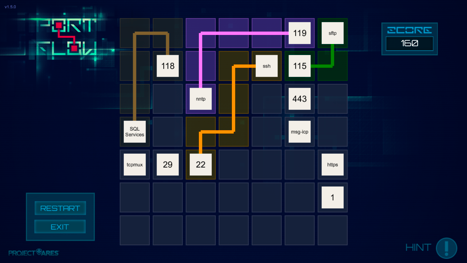 v1.0.0
PORT
FLOW
119
sftp
SCORE
160
118
ssh
115
nntp
443
SQL
Services
msg-icp
tcpmux
29
22
https
1
RESTART
EXIT
PROJECT ARES
HINT !